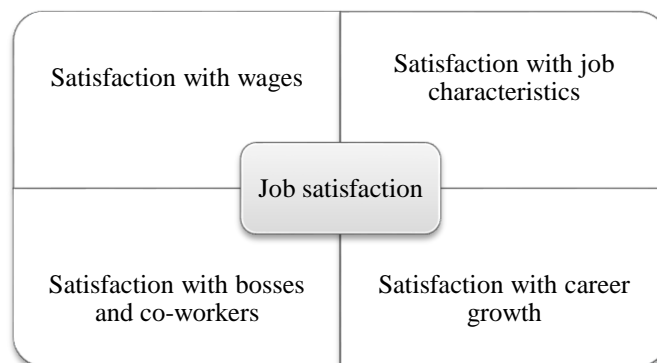 Satisfaction with wages
Satisfaction with job
characteristics
Job satisfaction
Satisfaction with bosses
and co-workers
Satisfaction with career
growth